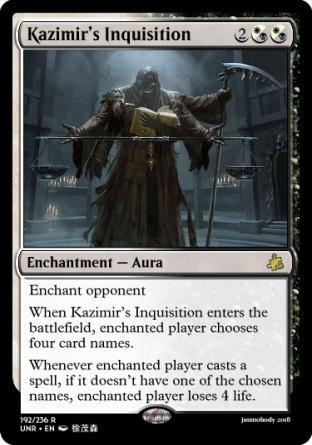 Kazimir's Inquisition 2
Enchantment — Aura
Enchant opponent
When Kazimir's Inquisition enters the
battlefield, enchanted player chooses
four card names.
Whenever enchanted player casts a
spell, if it doesn't have one of the chosen
names, enchanted player loses 4 life.
192/236 R
justnobody 2018
UNR • EN 徐茂森